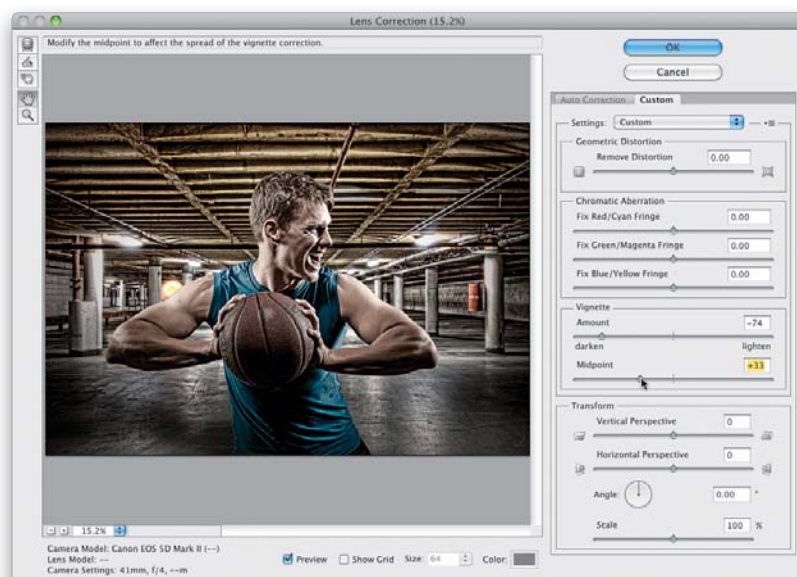 Lens Correction (15.2%)
Modify the midpoint to affect the spread of the vignette correction.
OK
Cancel
Auto Correction
Custom
Settings: Custom
Geometric Distortion
Remove Distortion 0.00
Chromatic Aberration
Fix Red/Cyan Fringe 0.00
Fix Green/Magenta Fringe 0.00
Fix Blue/Yellow Fringe 0.00
Vignette
Amount -74
darken lighten
Midpoint +33
Transform
Vertical Perspective 0
Horizontal Perspective 0
Angle: 0.00 °
Scale 100 %
15.2%
Camera Model: Canon EOS 5D Mark II (--)
Lens Model: --
Camera Settings: 41mm, f/4, --m
Preview Show Grid Size: 64 Color: